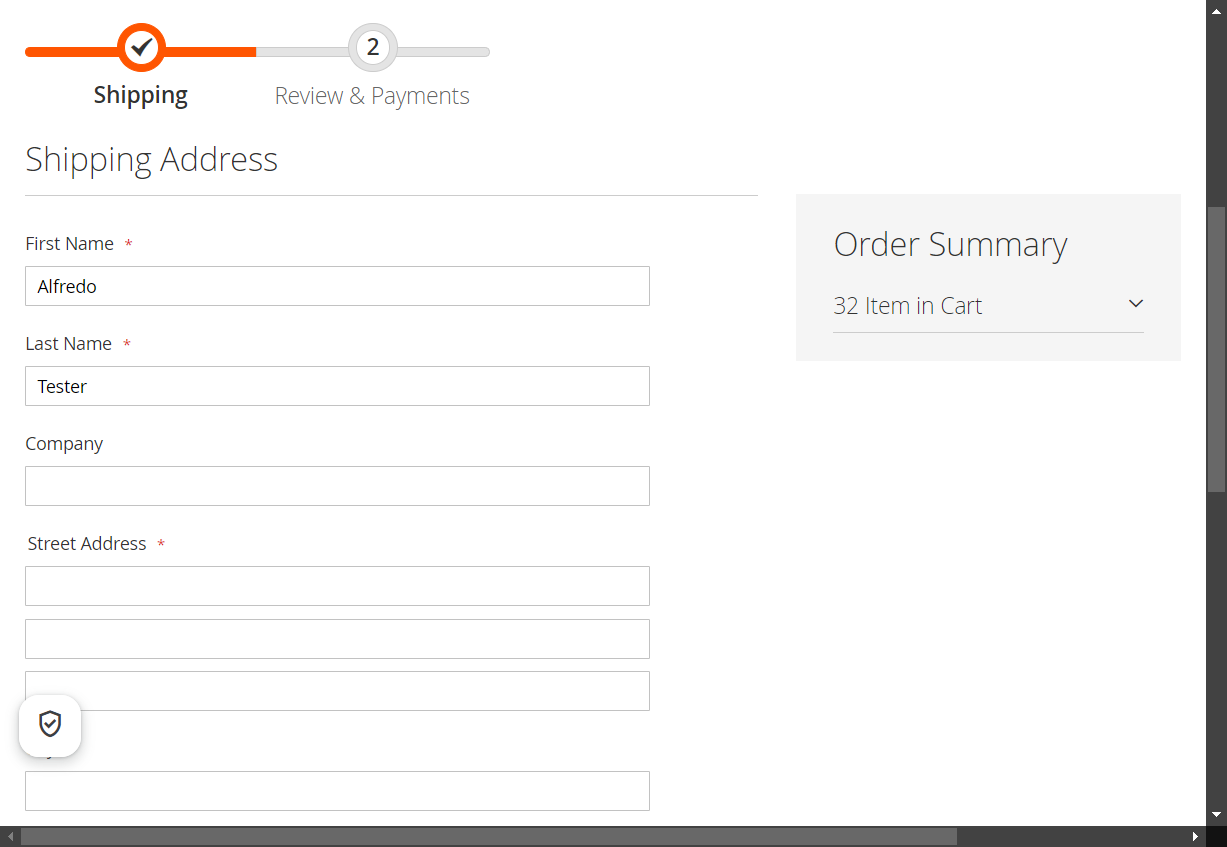 2
Shipping
Review & Payments
Shipping Address
First Name *
Alfredo
Last Name *
Tester
Company
Street Address *
Order Summary
32 Item in Cart